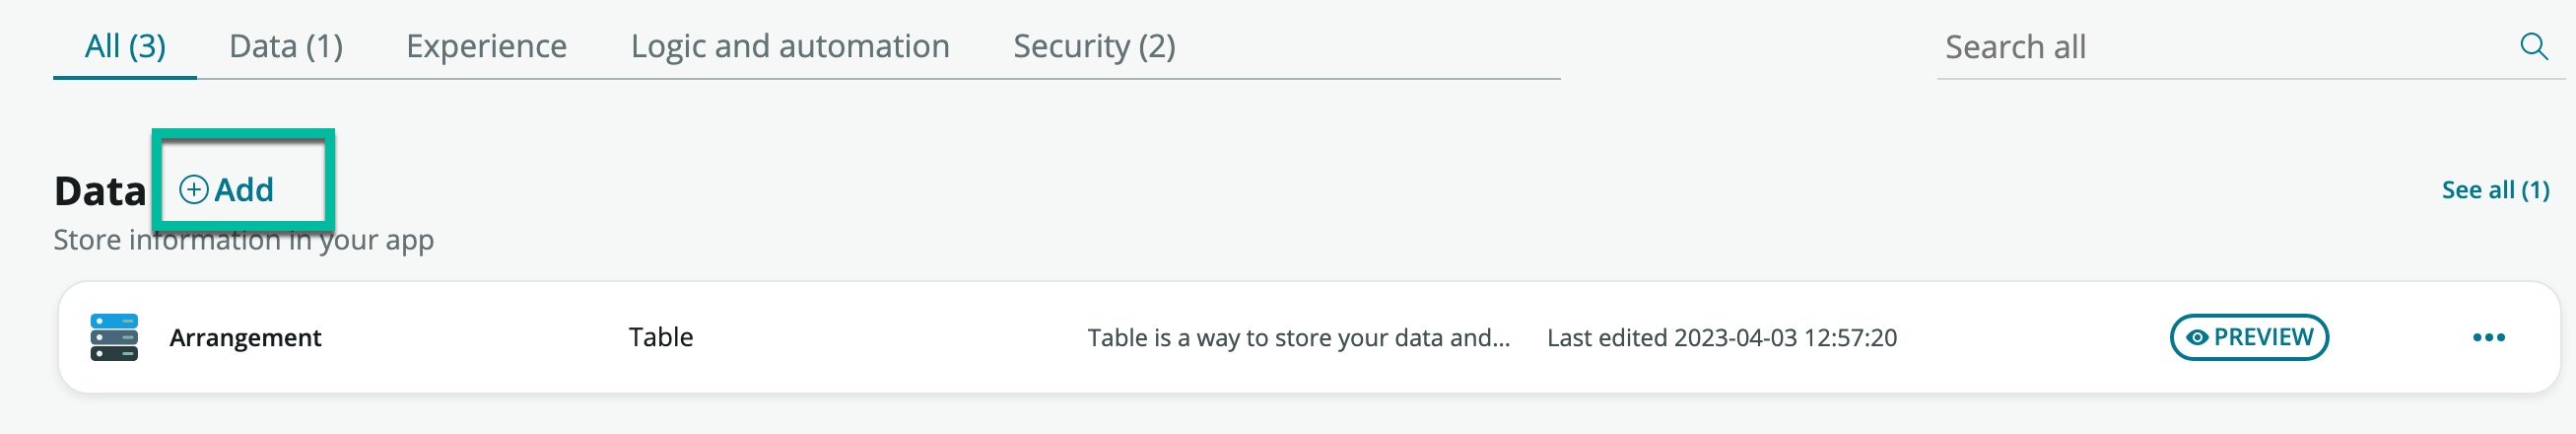 All (3) Data (1) Experience Logic and automation Security (2) Search all
Data Add See all (1)
Store information in your app
Arrangement Table Table is a way to store your data and... Last edited 2023-04-03 12:57:20 PREVIEW